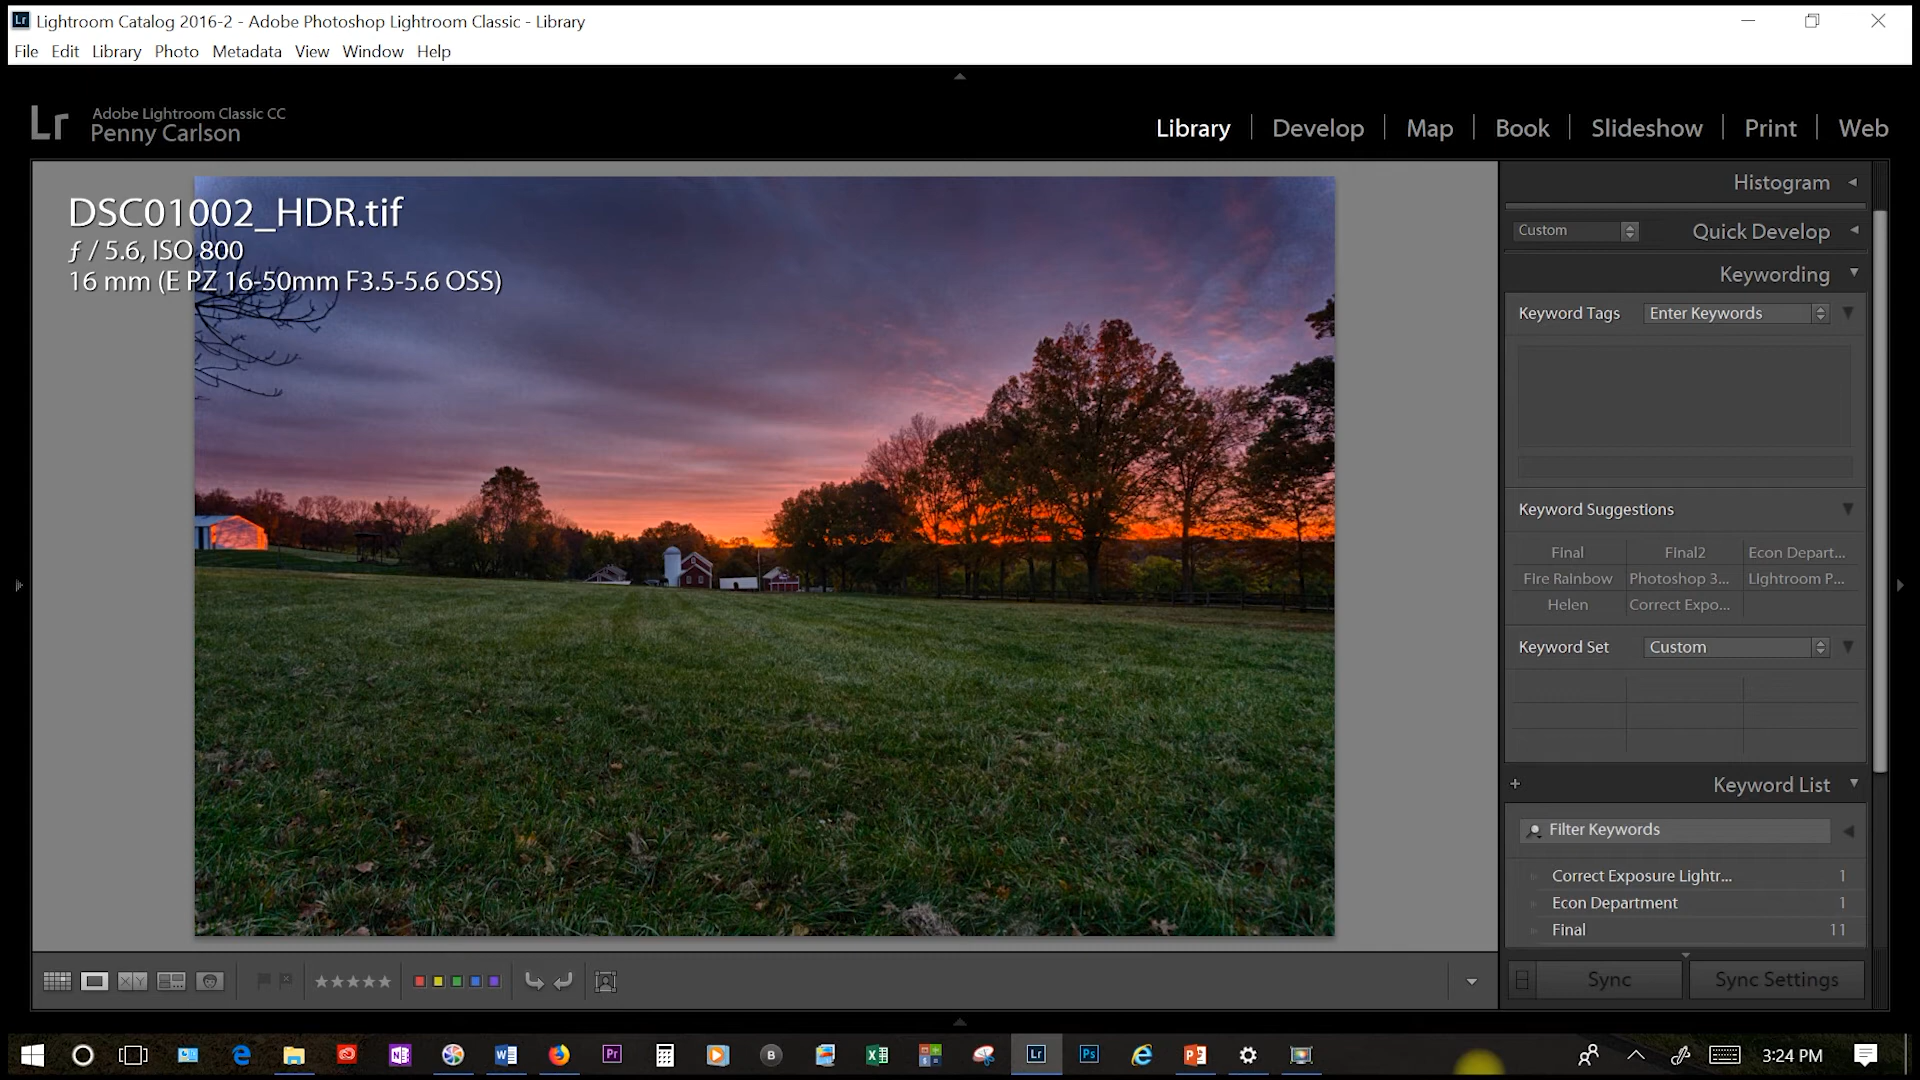 Lr Lightroom Catalog 2016-2 - Adobe Photoshop Lightroom Classic - Library
File Edit Library Photo Metadata View Window Help
Lr Adobe Lightroom Classic CC
Penny Carlson
Library | Develop | Map | Book | Slideshow | Print | Web
DSC01002_HDR.tif
ƒ / 5.6, ISO 800
16 mm (E PZ 16-50mm F3.5-5.6 OSS)
Histogram
Custom Quick Develop
Keywording
Keyword Tags Enter Keywords
Keyword Suggestions
FInal FInal2 Econ Depart...
FIre Rainbow Photoshop 3... LIghtroom P...
Helen Correct Expo...
Keyword Set Custom
+ Keyword List
Filter Keywords
Correct Exposure Lightr... 1
Econ Department 1
Final 11
X Y
Sync Sync Settings
N Pr B Lr Ps 3:24 PM